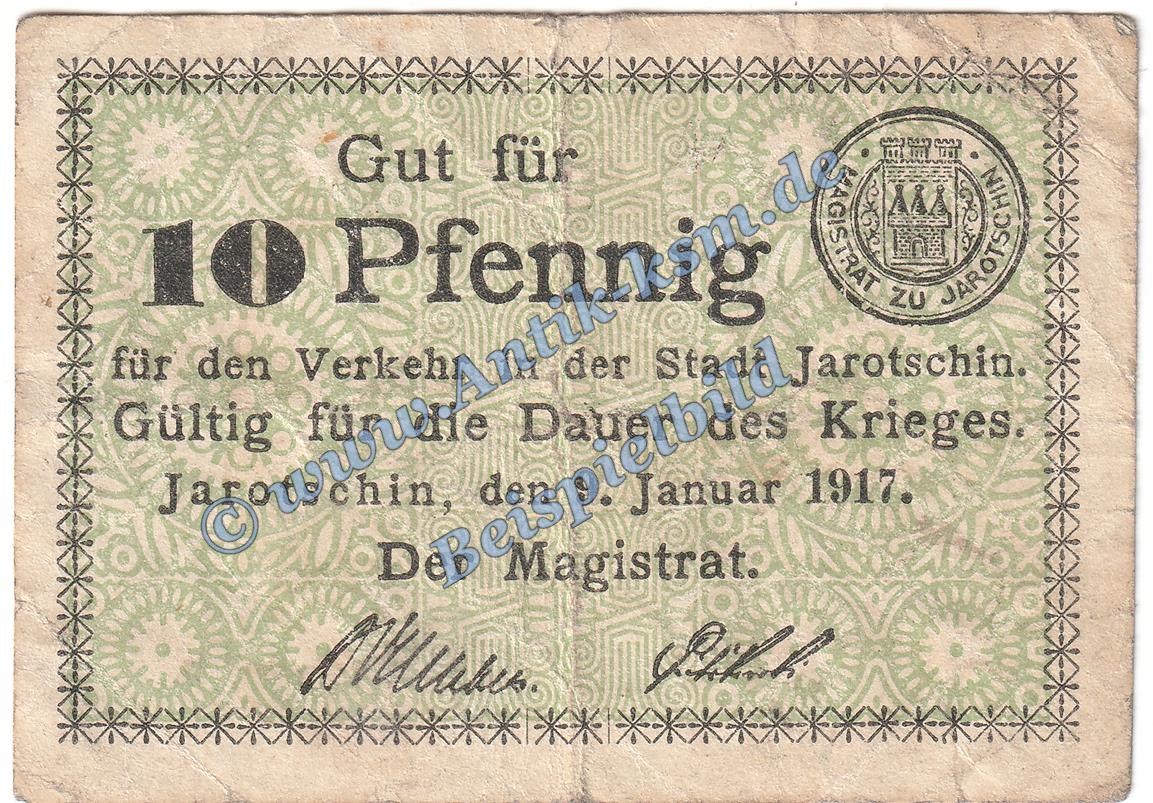 Gut für
10 Pfennig
für den Verkehr in der Stadt Jarotschin.
Gültig für die Dauer des Krieges.
Jarotschin, den 9. Januar 1917.
Der Magistrat.
MAGISTRAT ZU JAROTSCHIN
© www.Antik-ksm.de
Beispielbild